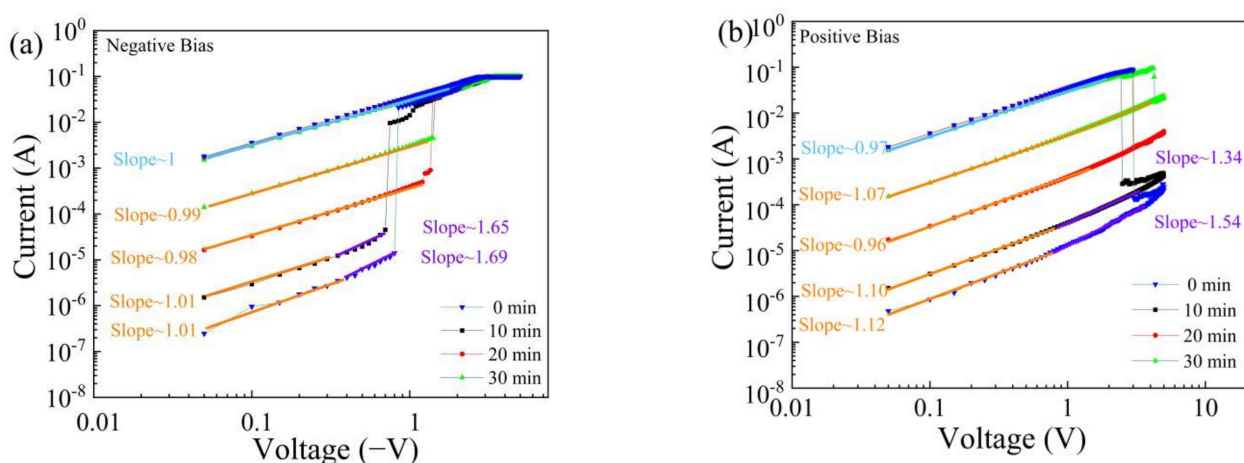 (a)
Negative Bias
Current (A)
10⁰
10⁻¹
10⁻²
10⁻³
10⁻⁴
10⁻⁵
10⁻⁶
10⁻⁷
10⁻⁸
Slope~1
Slope~0.99
Slope~0.98
Slope~1.01
Slope~1.01
Slope~1.65
Slope~1.69
0 min
10 min
20 min
30 min
0.01
0.1
1
Voltage (−V)
(b)
Positive Bias
Current (A)
10⁰
10⁻¹
10⁻²
10⁻³
10⁻⁴
10⁻⁵
10⁻⁶
10⁻⁷
10⁻⁸
Slope~0.97
Slope~1.07
Slope~0.96
Slope~1.10
Slope~1.12
Slope~1.34
Slope~1.54
0 min
10 min
20 min
30 min
0.01
0.1
1
10
Voltage (V)